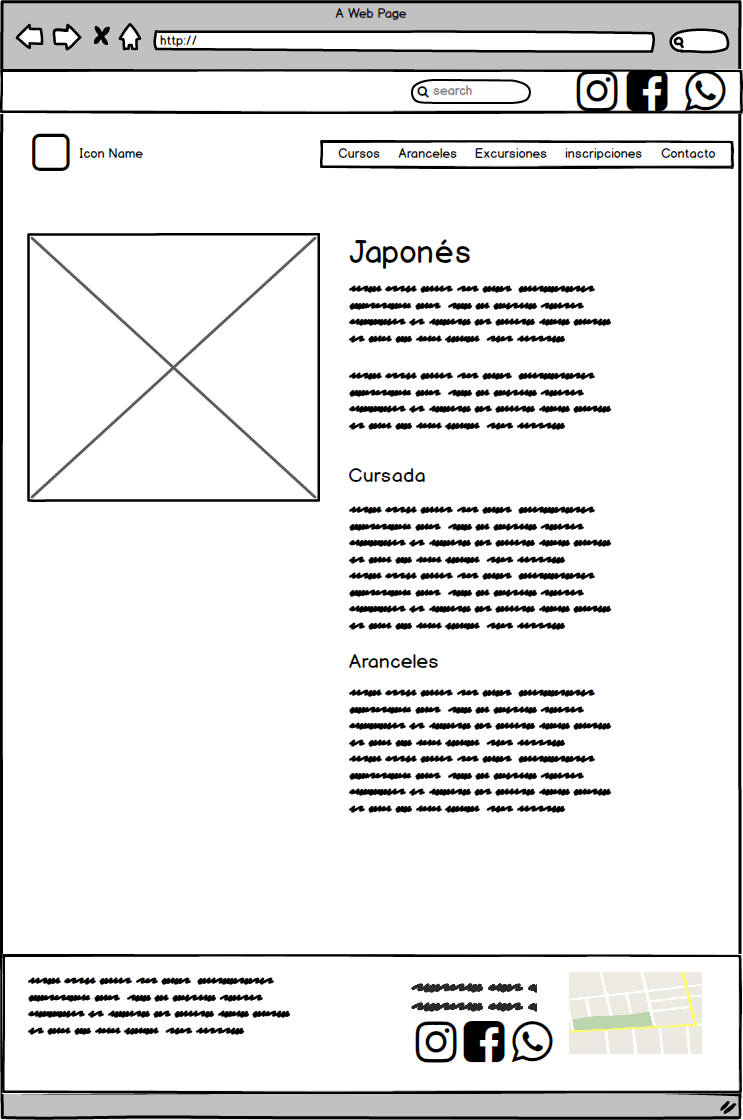 A Web Page
http://
search
Icon Name
Cursos Aranceles Excursiones inscripciones Contacto
Japonés
Cursada
Aranceles